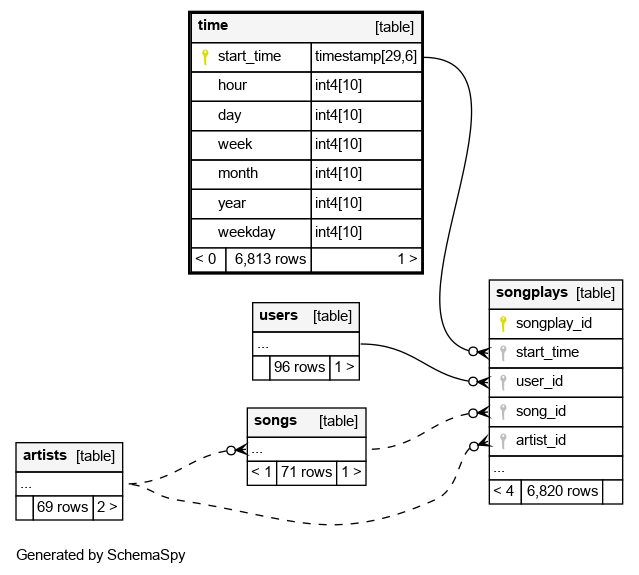 time [table]
start_time timestamp[29,6]
hour int4[10]
day int4[10]
week int4[10]
month int4[10]
year int4[10]
weekday int4[10]
< 0 6,813 rows 1 >
songplays [table]
songplay_id
start_time
user_id
song_id
artist_id
...
< 4 6,820 rows
users [table]
...
96 rows 1 >
songs [table]
...
< 1 71 rows 1 >
artists [table]
...
69 rows 2 >
Generated by SchemaSpy